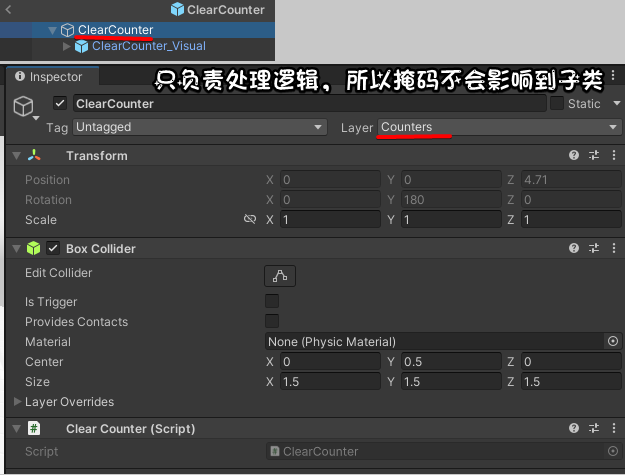 ClearCounter
ClearCounter
ClearCounter_Visual
Inspector
只负责处理逻辑，所以掩码不会影响到子类
ClearCounter
Static
Tag Untagged Layer Counters
Transform
Position X 0 Y 0 Z 4.71
Rotation X 0 Y 180 Z 0
Scale X 1 Y 1 Z 1
Box Collider
Edit Collider
Is Trigger
Provides Contacts
Material None (Physic Material)
Center X 0 Y 0.5 Z 0
Size X 1.5 Y 1.5 Z 1.5
Layer Overrides
# Clear Counter (Script)
Script # ClearCounter